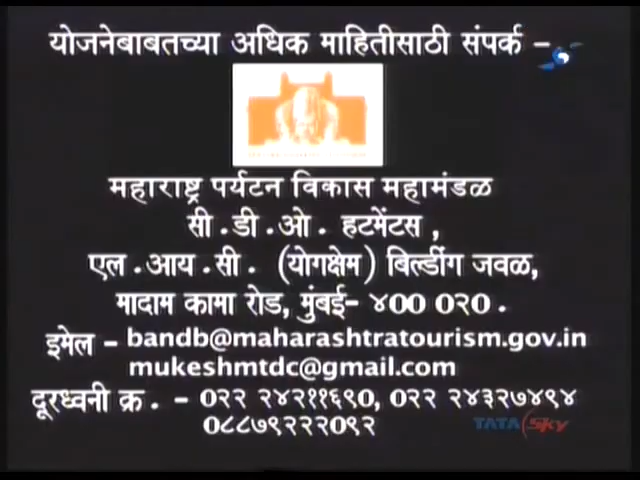 योजनेबाबतच्या अधिक माहितीसाठी संपर्क –
महाराष्ट्र पर्यटन विकास महामंडळ
सी .डी .ओ . हटमेंटस ,
एल .आय .सी . (योगक्षेम) बिल्डींग जवळ,
मादाम कामा रोड, मुंबई– ४०० ०२० .
इमेल – bandb@maharashtratourism.gov.in
mukeshmtdc@gmail.com
दूरध्वनी क्र . – ०२२ २४२११६९०, ०२२ २४३२७४९४
०८८७९२२२०९२
TATA Sky